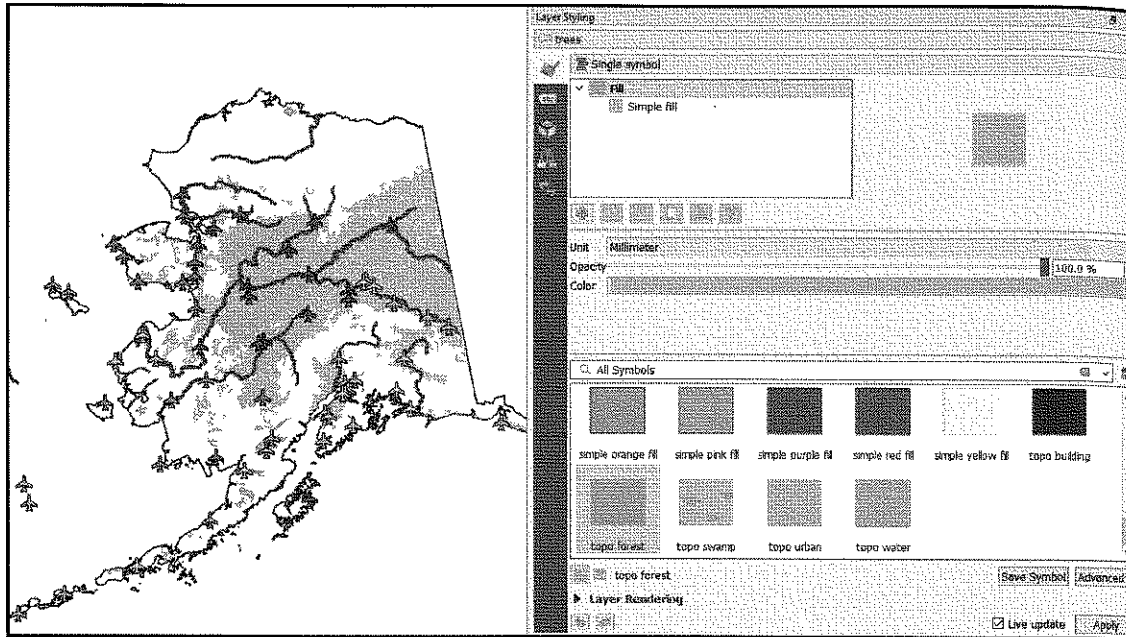 Layer Styling
trees
Single symbol
Fill
Simple fill
Unit Millimeter
Opacity 100.0 %
Color
All Symbols
simple orange fill simple pink fill simple purple fill simple red fill simple yellow fill topo building
topo forest topo swamp topo urban topo water
topo forest Save Symbol Advanced
Layer Rendering
Live update Apply